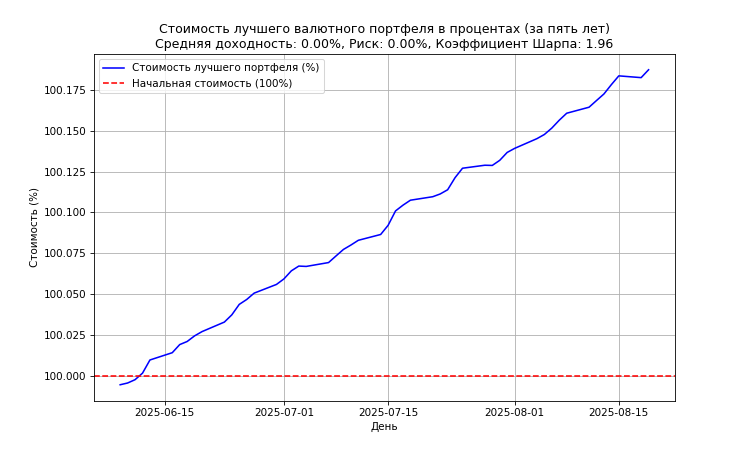 Стоимость лучшего валютного портфеля в процентах (за пять лет)
Средняя доходность: 0.00%, Риск: 0.00%, Коэффициент Шарпа: 1.96
Стоимость лучшего портфеля (%)
Начальная стоимость (100%)
100.175
100.150
100.125
100.100
100.075
100.050
100.025
100.000
Стоимость (%)
2025-06-15
2025-07-01
2025-07-15
2025-08-01
2025-08-15
День